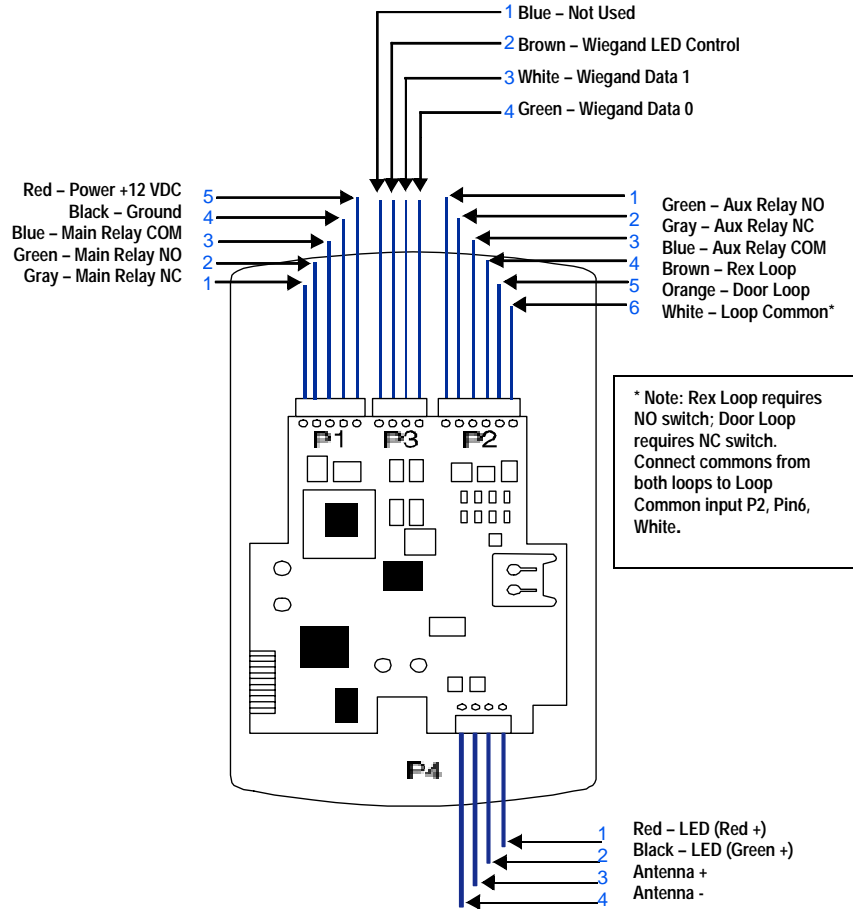 1 Blue – Not Used
2 Brown – Wiegand LED Control
3 White – Wiegand Data 1
4 Green – Wiegand Data 0
Red – Power +12 VDC 5
Black – Ground 4
Blue – Main Relay COM 3
Green – Main Relay NO 2
Gray – Main Relay NC 1
1 Green – Aux Relay NO
2 Gray – Aux Relay NC
3 Blue – Aux Relay COM
4 Brown – Rex Loop
5 Orange – Door Loop
6 White – Loop Common*
* Note: Rex Loop requires
NO switch; Door Loop
requires NC switch.
Connect commons from
both loops to Loop
Common input P2, Pin6,
White.
P1 P3 P2
P4
1 Red – LED (Red +)
2 Black – LED (Green +)
3 Antenna +
4 Antenna -